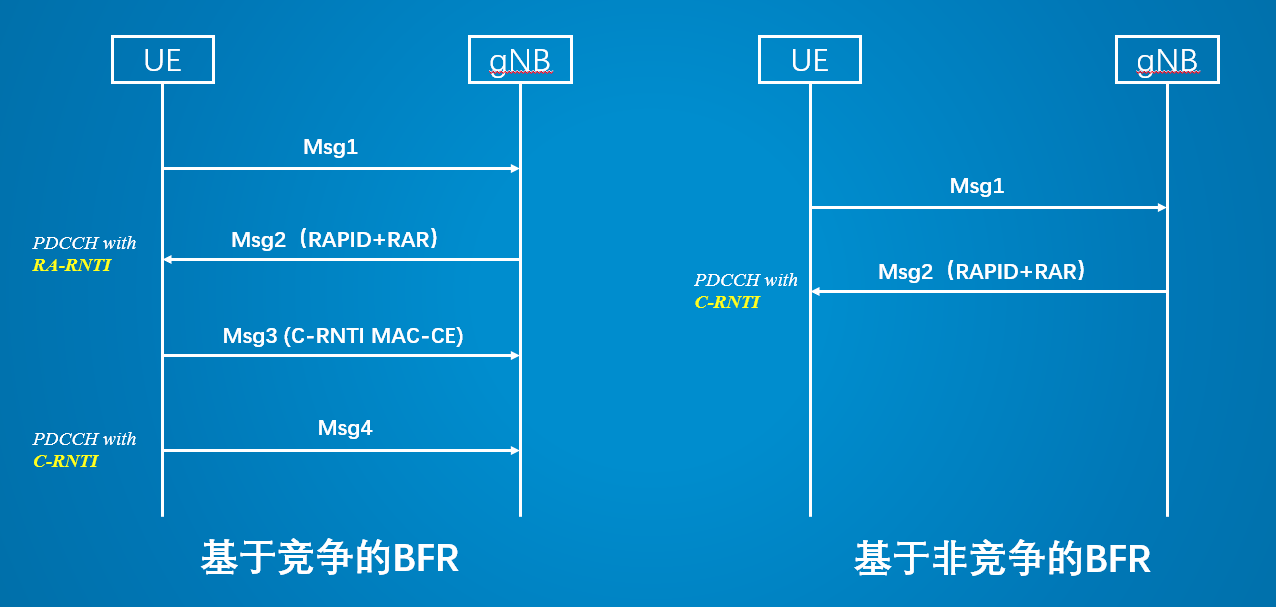 UE
gNB
Msg1
Msg2（RAPID+RAR）
PDCCH with
RA-RNTI
Msg3 (C-RNTI MAC-CE)
Msg4
PDCCH with
C-RNTI
基于竞争的BFR
UE
gNB
Msg1
Msg2（RAPID+RAR）
PDCCH with
C-RNTI
基于非竞争的BFR